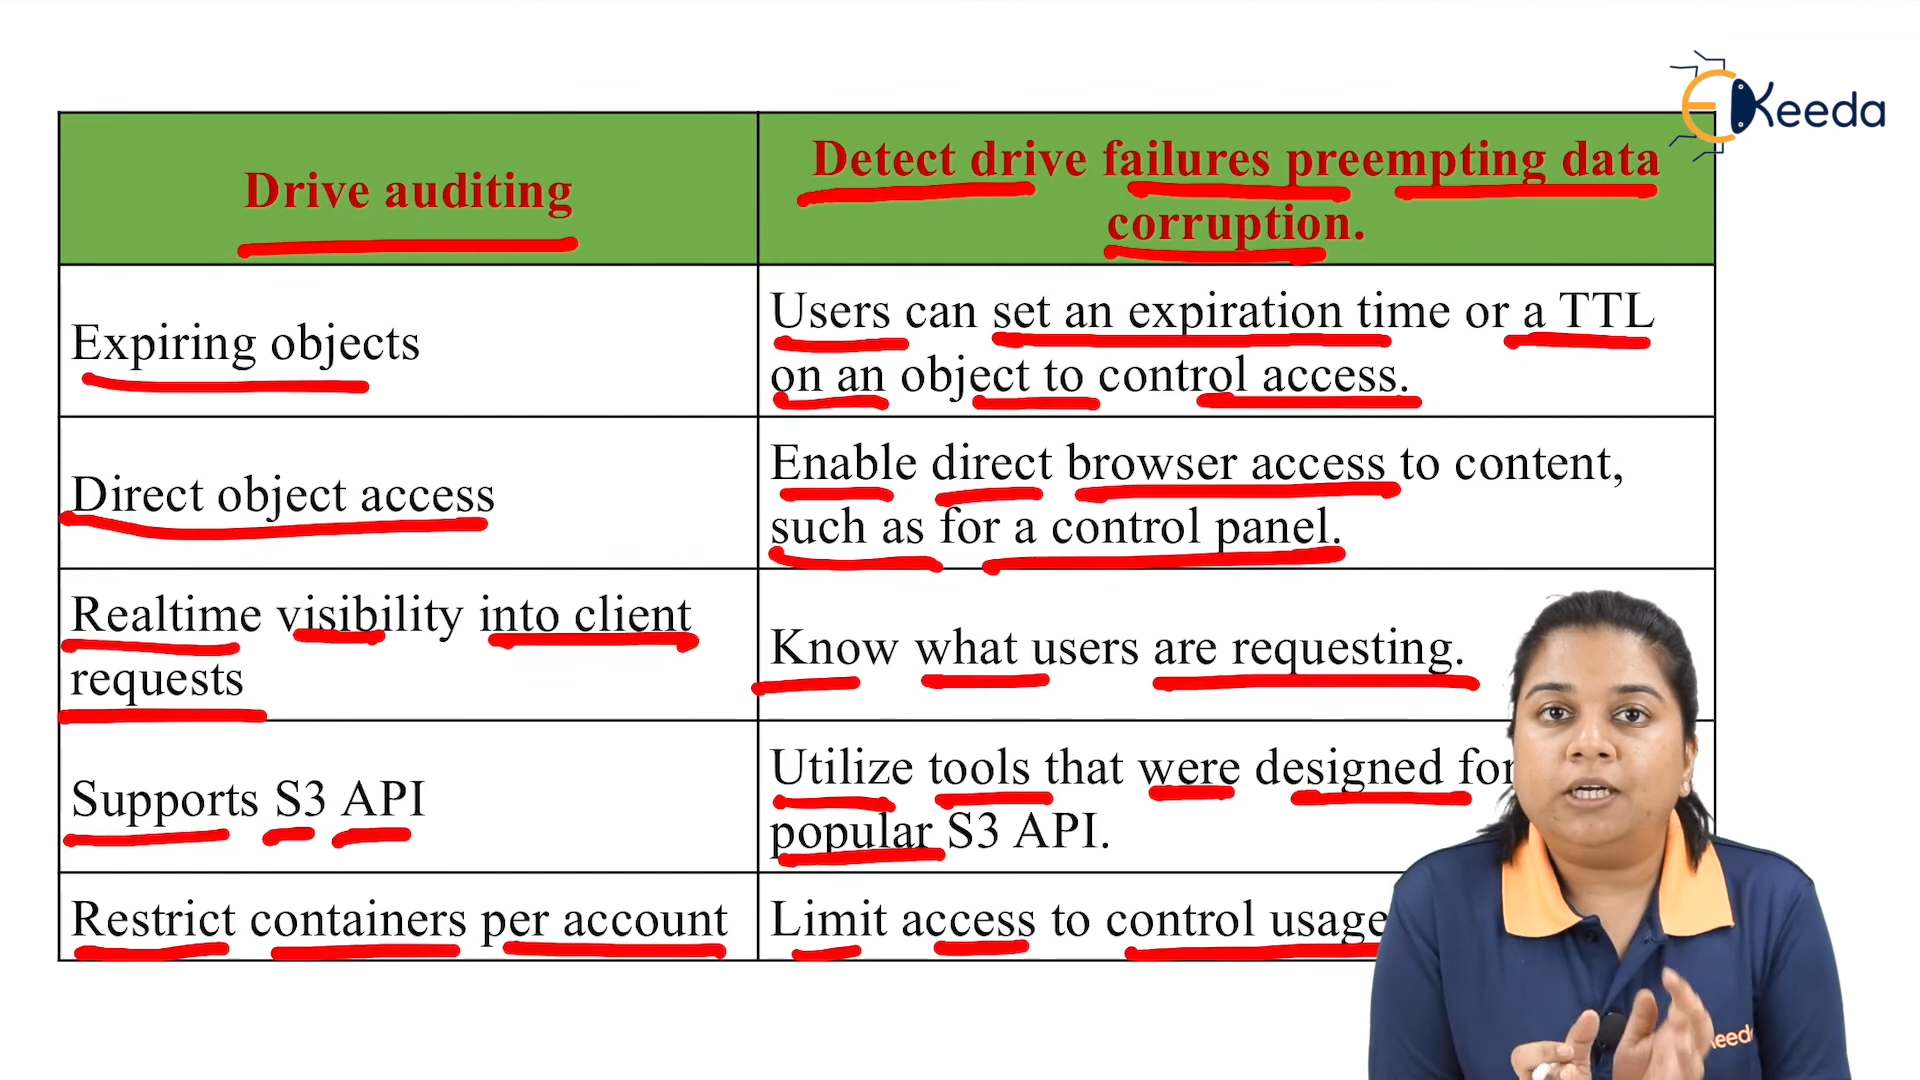 Keeda
Drive auditing
Detect drive failures preempting data
corruption.
Expiring objects
Users can set an expiration time or a TTL
on an object to control access.
Direct object access
Enable direct browser access to content,
such as for a control panel.
Realtime visibility into client
requests
Know what users are requesting.
Supports S3 API
Utilize tools that were designed for
popular S3 API.
Restrict containers per account
Limit access to control usage